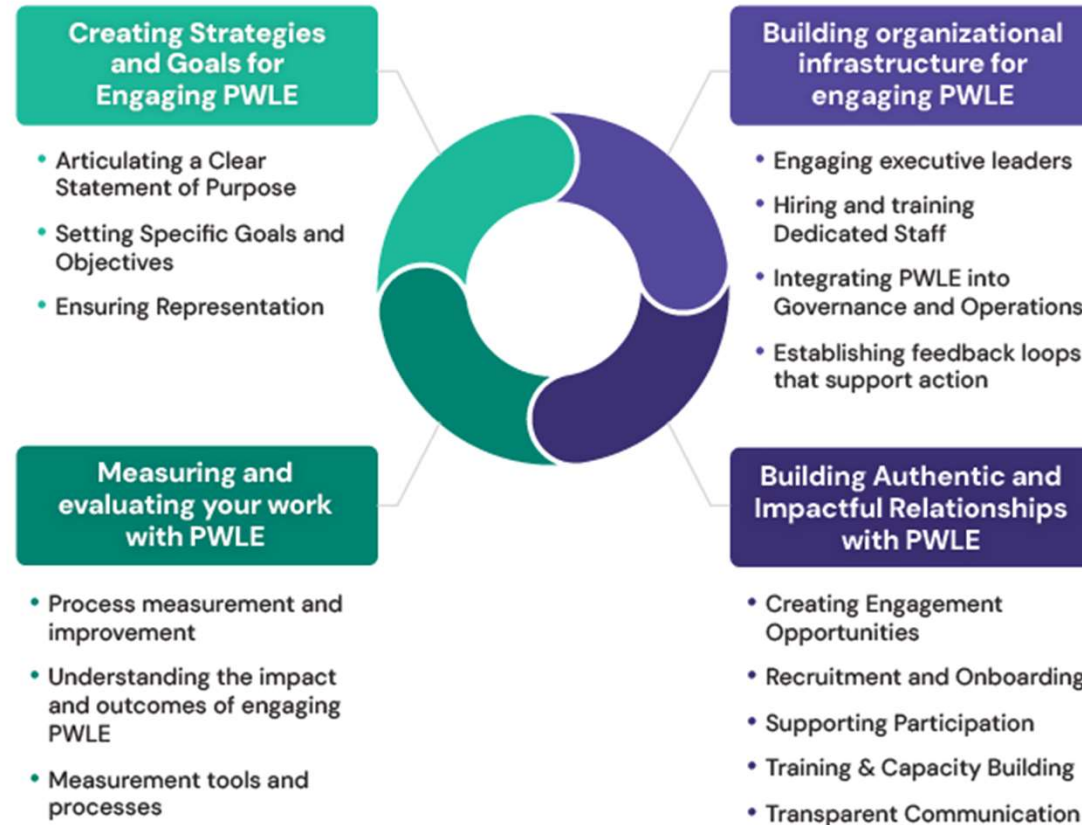 Creating Strategies
and Goals for
Engaging PWLE
• Articulating a Clear
Statement of Purpose
• Setting Specific Goals and
Objectives
• Ensuring Representation
Building organizational
infrastructure for
engaging PWLE
• Engaging executive leaders
• Hiring and training
Dedicated Staff
• Integrating PWLE into
Governance and Operations
• Establishing feedback loops
that support action
Measuring and
evaluating your work
with PWLE
• Process measurement and
improvement
• Understanding the impact
and outcomes of engaging
PWLE
• Measurement tools and
processes
Building Authentic and
Impactful Relationships
with PWLE
• Creating Engagement
Opportunities
• Recruitment and Onboarding
• Supporting Participation
• Training & Capacity Building
• Transparent Communication